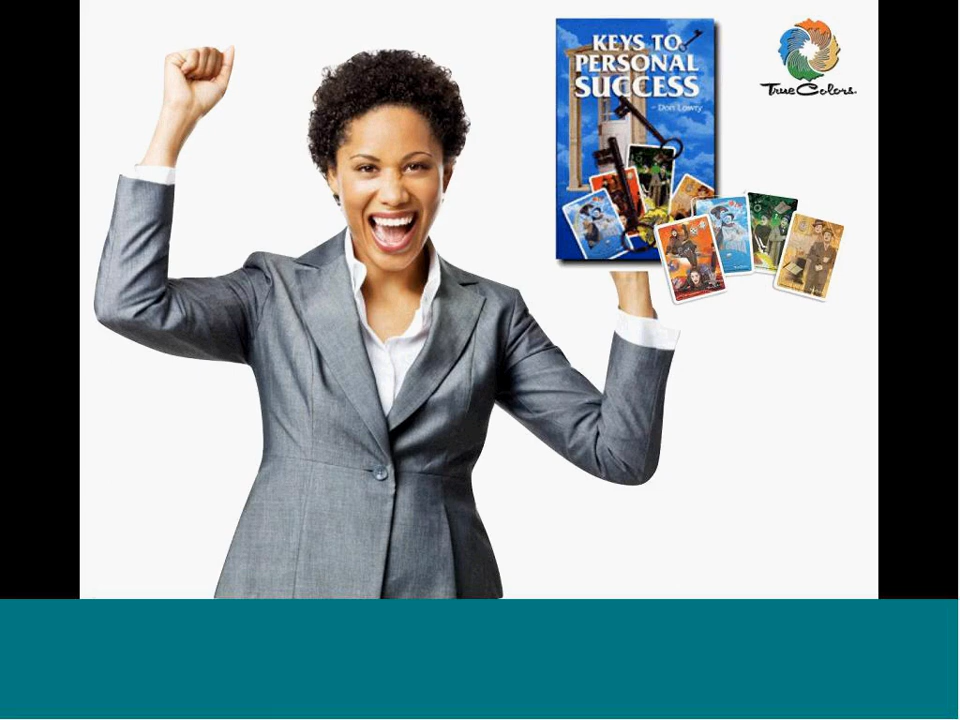 KEYS TO
PERSONAL
SUCCESS
~ Don Lowry
True Colors.